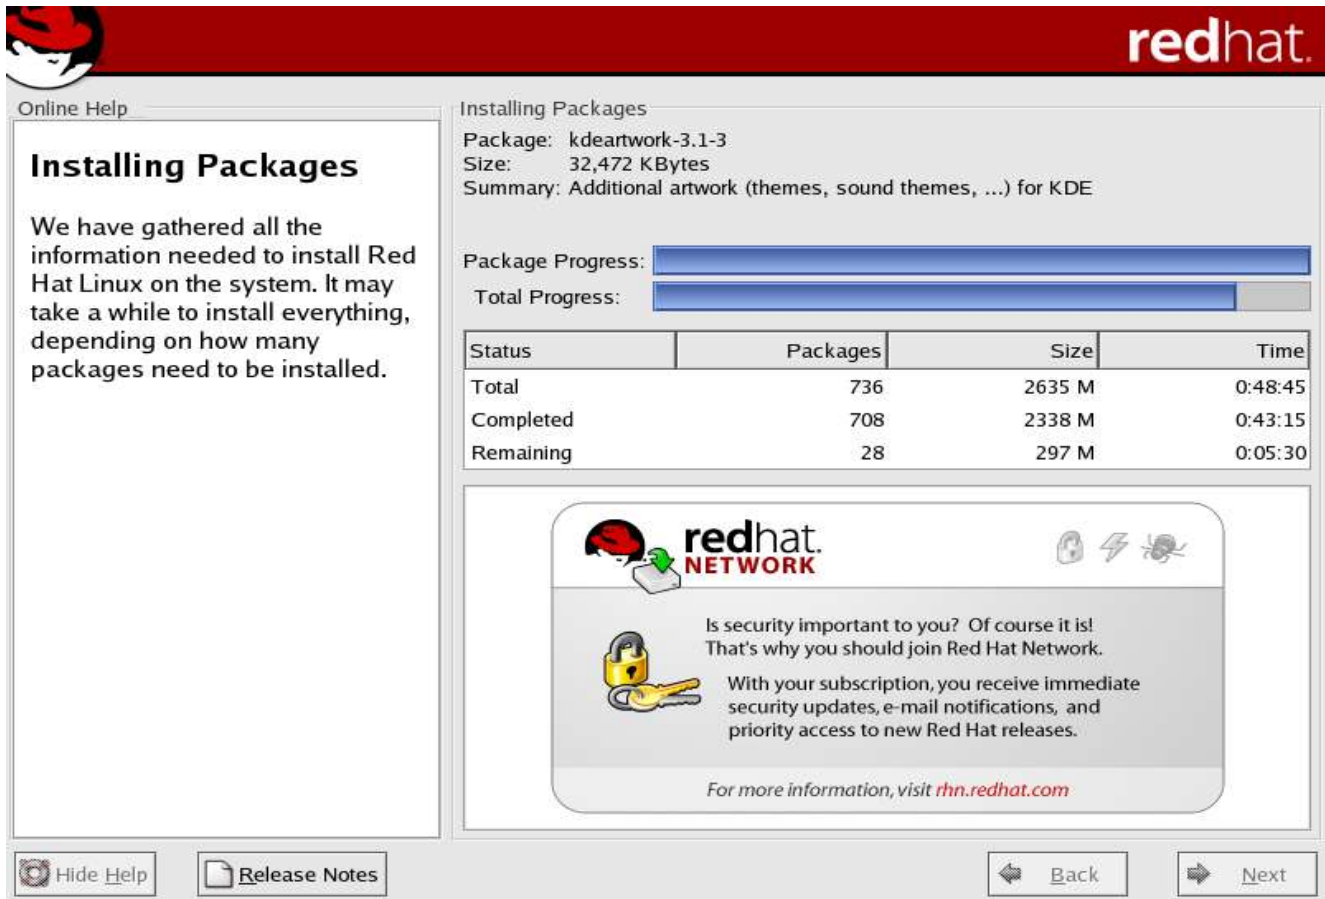 redhat.
Online Help
Installing Packages
We have gathered all the
information needed to install Red
Hat Linux on the system. It may
take a while to install everything,
depending on how many
packages need to be installed.
Installing Packages
Package: kdeartwork-3.1-3
Size: 32,472 KBytes
Summary: Additional artwork (themes, sound themes, ...) for KDE
Package Progress:
Total Progress:
Status Packages Size Time
Total 736 2635 M 0:48:45
Completed 708 2338 M 0:43:15
Remaining 28 297 M 0:05:30
redhat.
NETWORK
Is security important to you? Of course it is!
That's why you should join Red Hat Network.
With your subscription, you receive immediate
security updates, e-mail notifications, and
priority access to new Red Hat releases.
For more information, visit rhn.redhat.com
Hide Help Release Notes Back Next